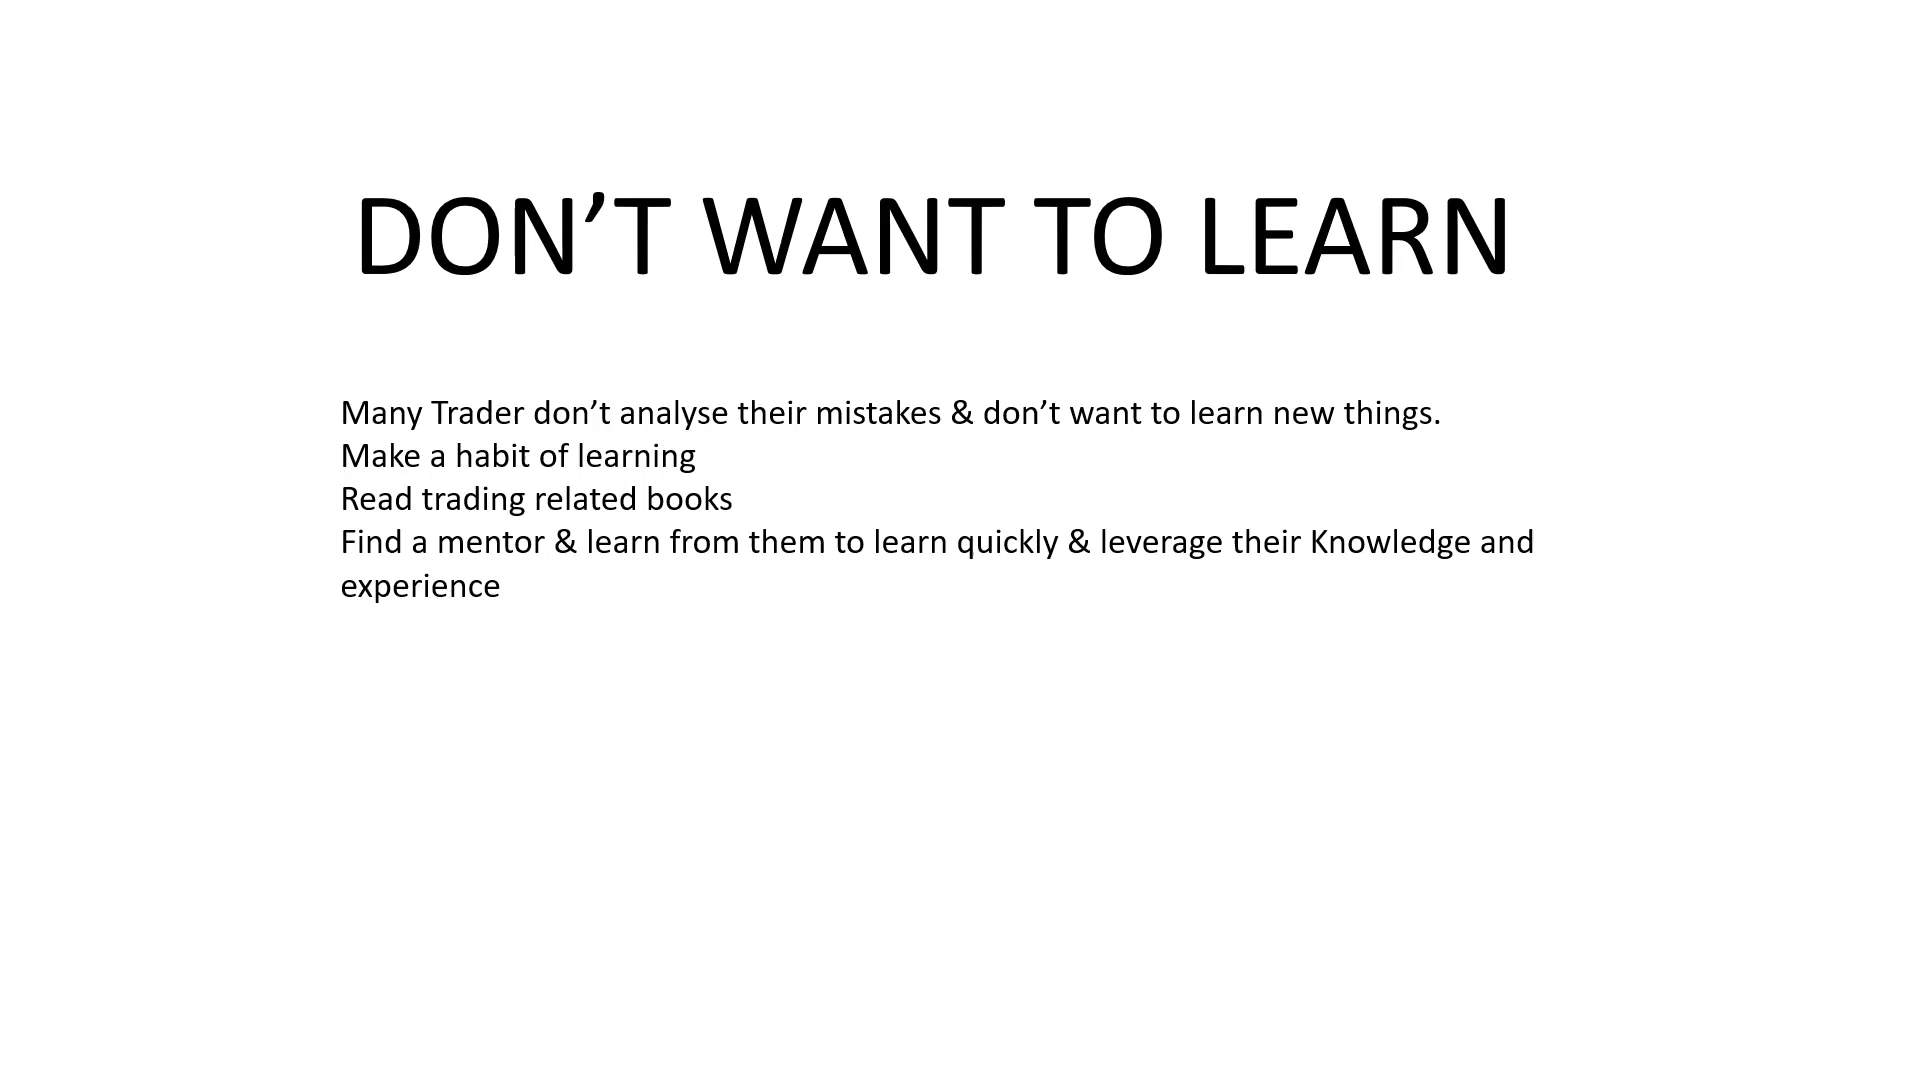 DON’T WANT TO LEARN
Many Trader don’t analyse their mistakes & don’t want to learn new things.
Make a habit of learning
Read trading related books
Find a mentor & learn from them to learn quickly & leverage their Knowledge and
experience